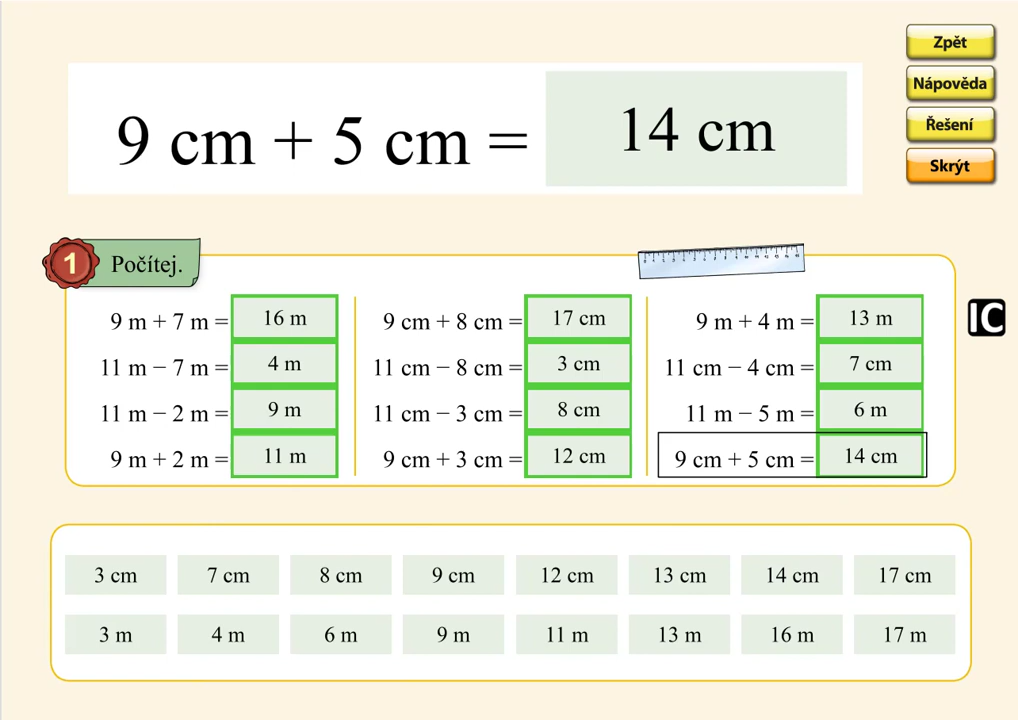 Zpět
Nápověda
Řešení
Skrýt
9 cm + 5 cm = 14 cm
1 Počítej.
9 m + 7 m = 16 m
11 m − 7 m = 4 m
11 m − 2 m = 9 m
9 m + 2 m = 11 m
9 cm + 8 cm = 17 cm
11 cm − 8 cm = 3 cm
11 cm − 3 cm = 8 cm
9 cm + 3 cm = 12 cm
9 m + 4 m = 13 m
11 cm − 4 cm = 7 cm
11 m − 5 m = 6 m
9 cm + 5 cm = 14 cm
IC
3 cm 7 cm 8 cm 9 cm 12 cm 13 cm 14 cm 17 cm
3 m 4 m 6 m 9 m 11 m 13 m 16 m 17 m